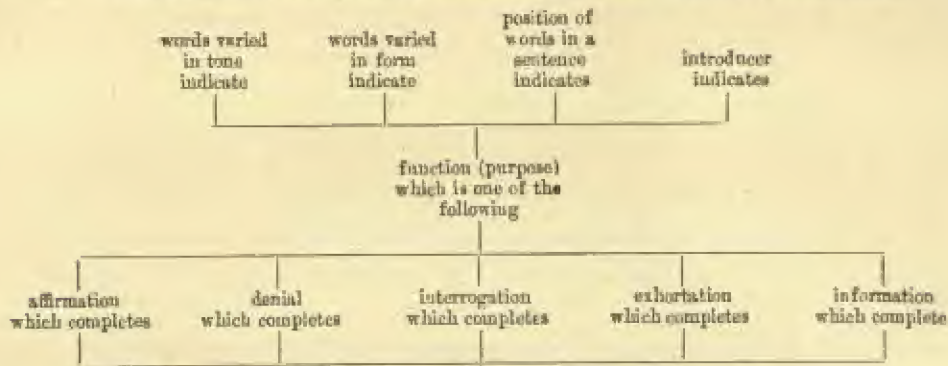 words varied
in tone
indicate
words varied
in form
indicate
position of
words in a
sentence
indicates
introducer
indicates
function (purpose)
which is one of the
following
affirmation
which completes
denial
which completes
interrogation
which completes
exhortation
which completes
information
which complete